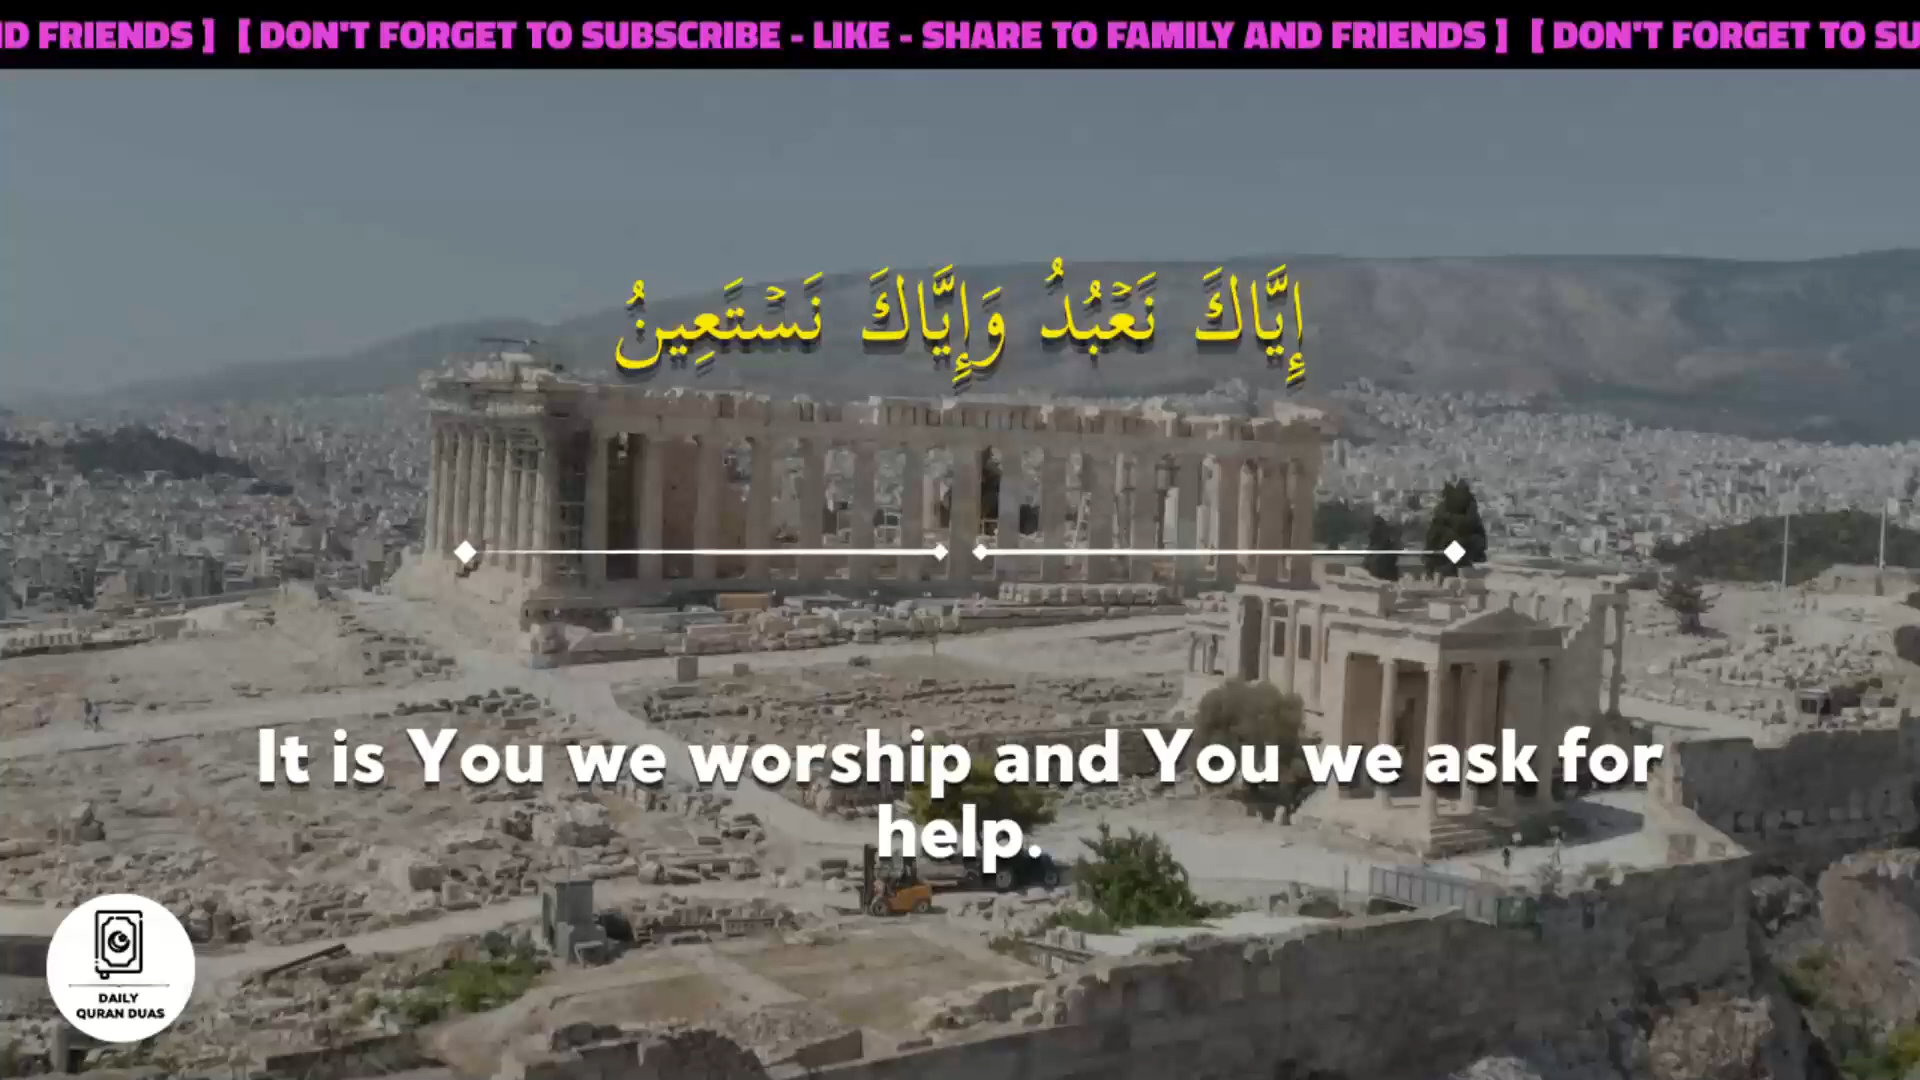 ID FRIENDS ] [ DON'T FORGET TO SUBSCRIBE - LIKE - SHARE TO FAMILY AND FRIENDS ] [ DON'T FORGET TO SU
إِيَّاكَ نَعۡبُدُ وَإِيَّاكَ نَسۡتَعِينُ
It is You we worship and You we ask for
help.
DAILY
QURAN DUAS